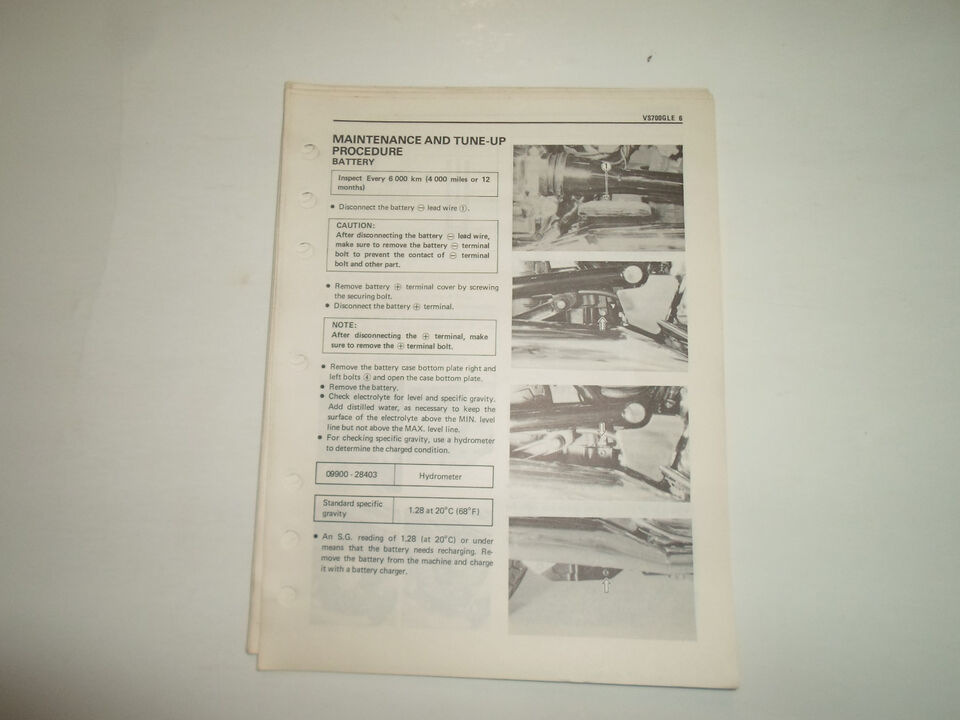 VS700GLE 6
MAINTENANCE AND TUNE-UP
PROCEDURE
BATTERY
Inspect Every 6 000 km (4 000 miles or 12
months)
● Disconnect the battery ⊖ lead wire ①.
CAUTION:
After disconnecting the battery ⊖ lead wire,
make sure to remove the battery ⊖ terminal
bolt to prevent the contact of ⊖ terminal
bolt and other part.
● Remove battery ⊕ terminal cover by screwing
the securing bolt.
● Disconnect the battery ⊕ terminal.
NOTE:
After disconnecting the ⊕ terminal, make
sure to remove the ⊕ terminal bolt.
● Remove the battery case bottom plate right and
left bolts ④ and open the case bottom plate.
● Remove the battery.
● Check electrolyte for level and specific gravity.
Add distilled water, as necessary to keep the
surface of the electrolyte above the MIN. level
line but not above the MAX. level line.
● For checking specific gravity, use a hydrometer
to determine the charged condition.
09900 - 28403 Hydrometer
Standard specific
gravity
1.28 at 20°C (68°F)
● An S.G. reading of 1.28 (at 20°C) or under
means that the battery needs recharging. Re-
move the battery from the machine and charge
it with a battery charger.
①